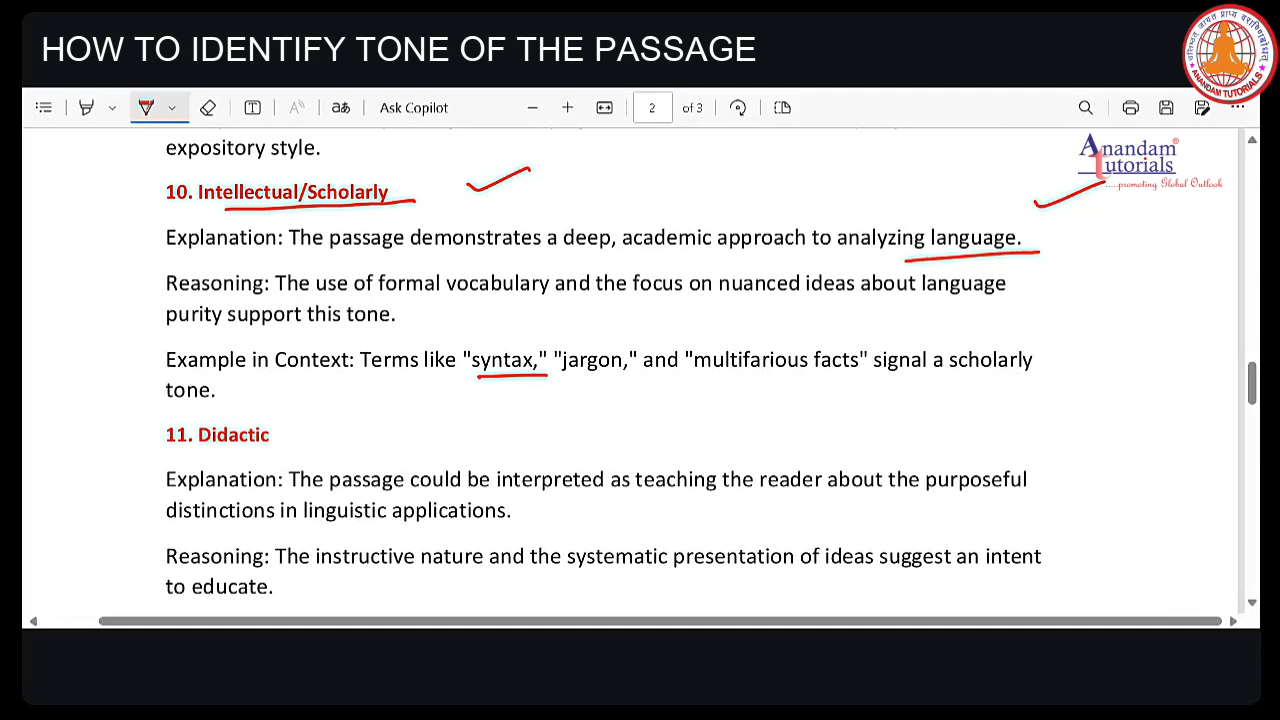 HOW TO IDENTIFY TONE OF THE PASSAGE
ANANDAM TUTORIALS
Ask Copilot
2 of 3
Anandam Tutorials®
.....promoting Global Outlook
expository style.
10. Intellectual/Scholarly
Explanation: The passage demonstrates a deep, academic approach to analyzing language.
Reasoning: The use of formal vocabulary and the focus on nuanced ideas about language
purity support this tone.
Example in Context: Terms like "syntax," "jargon," and "multifarious facts" signal a scholarly
tone.
11. Didactic
Explanation: The passage could be interpreted as teaching the reader about the purposeful
distinctions in linguistic applications.
Reasoning: The instructive nature and the systematic presentation of ideas suggest an intent
to educate.